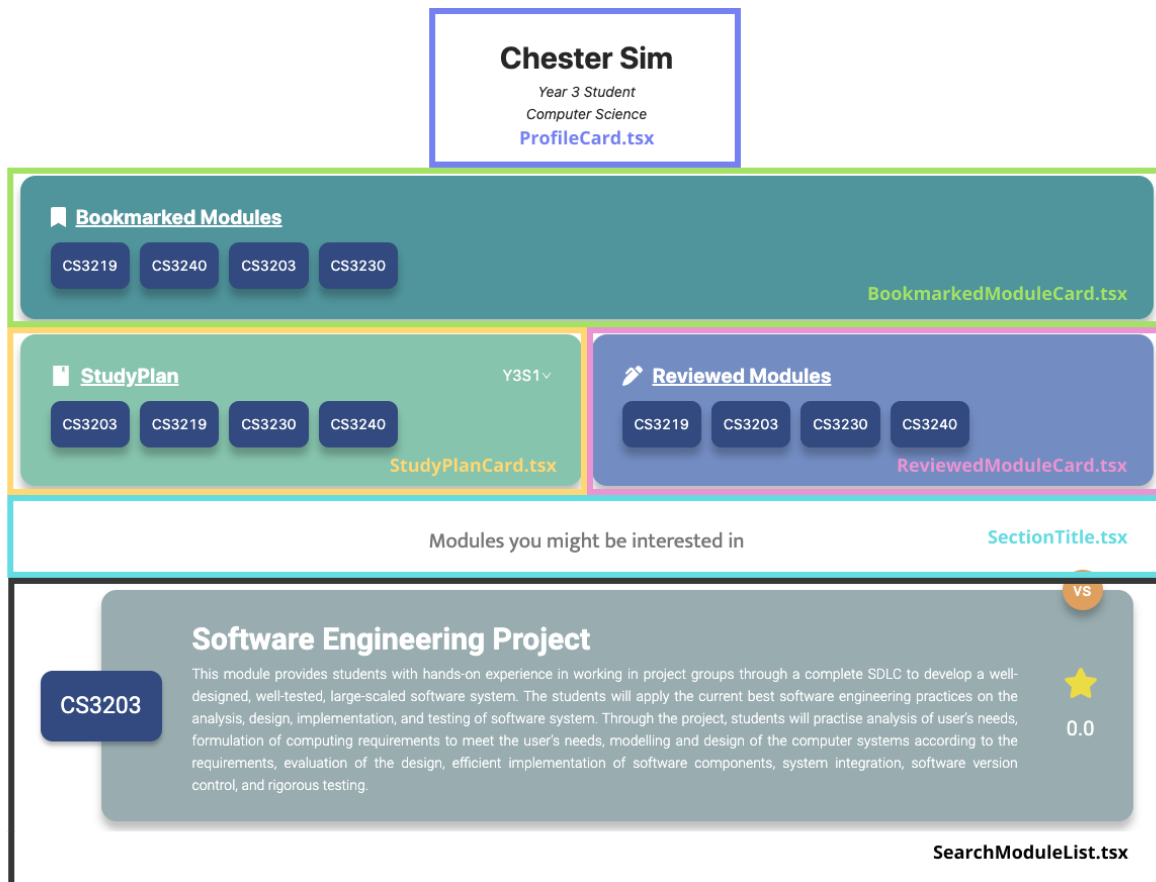 Chester Sim
Year 3 Student
Computer Science
ProfileCard.tsx
Bookmarked Modules
CS3219 CS3240 CS3203 CS3230
BookmarkedModuleCard.tsx
StudyPlan Y3S1
CS3203 CS3219 CS3230 CS3240
StudyPlanCard.tsx
Reviewed Modules
CS3219 CS3203 CS3230 CS3240
ReviewedModuleCard.tsx
Modules you might be interested in
SectionTitle.tsx
VS
Software Engineering Project
CS3203
This module provides students with hands-on experience in working in project groups through a complete SDLC to develop a well-
designed, well-tested, large-scaled software system. The students will apply the current best software engineering practices on the
analysis, design, implementation, and testing of software system. Through the project, students will practise analysis of user's needs,
formulation of computing requirements to meet the user's needs, modelling and design of the computer systems according to the
requirements, evaluation of the design, efficient implementation of software components, system integration, software version
control, and rigorous testing.
0.0
SearchModuleList.tsx